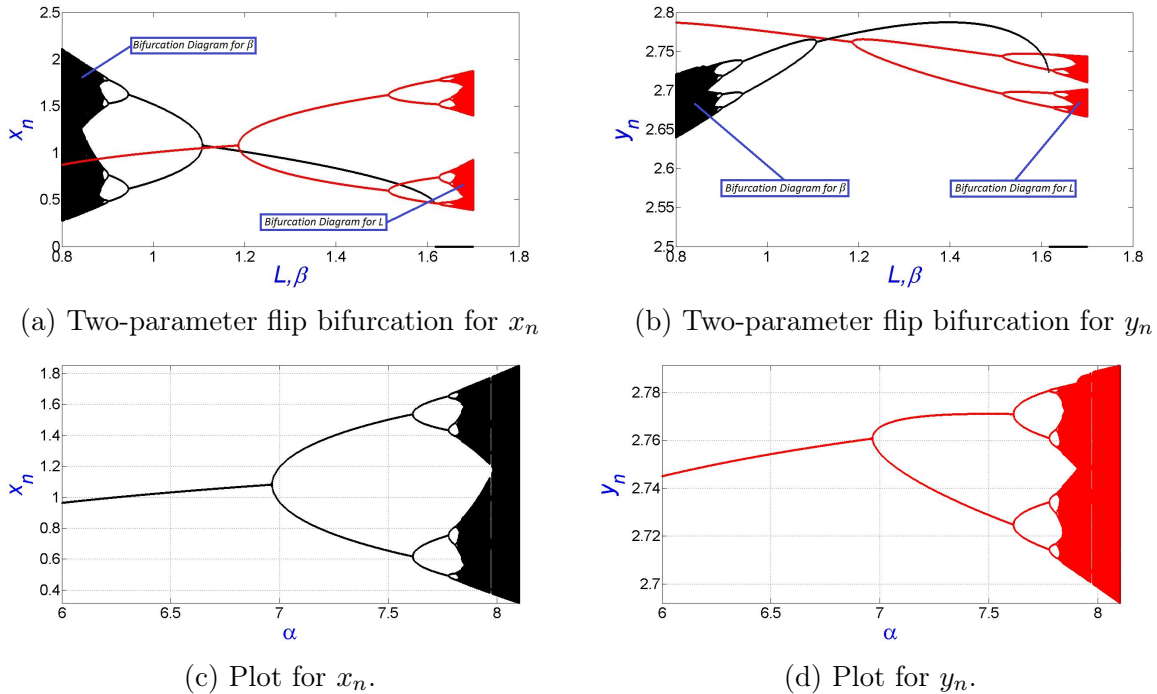 2.5
2
1.5
1
0.5
0
x_n
Bifurcation Diagram for β
Bifurcation Diagram for L
0.8 1 1.2 1.4 1.6 1.8
L,β
(a) Two-parameter flip bifurcation for x_n
2.8
2.75
2.7
2.65
2.6
2.55
2.5
y_n
Bifurcation Diagram for β
Bifurcation Diagram for L
0.8 1 1.2 1.4 1.6 1.8
L,β
(b) Two-parameter flip bifurcation for y_n
1.8
1.6
1.4
1.2
1
0.8
0.6
0.4
x_n
6 6.5 7 7.5 8
α
(c) Plot for x_n.
2.78
2.76
2.74
2.72
2.7
y_n
6 6.5 7 7.5 8
α
(d) Plot for y_n.